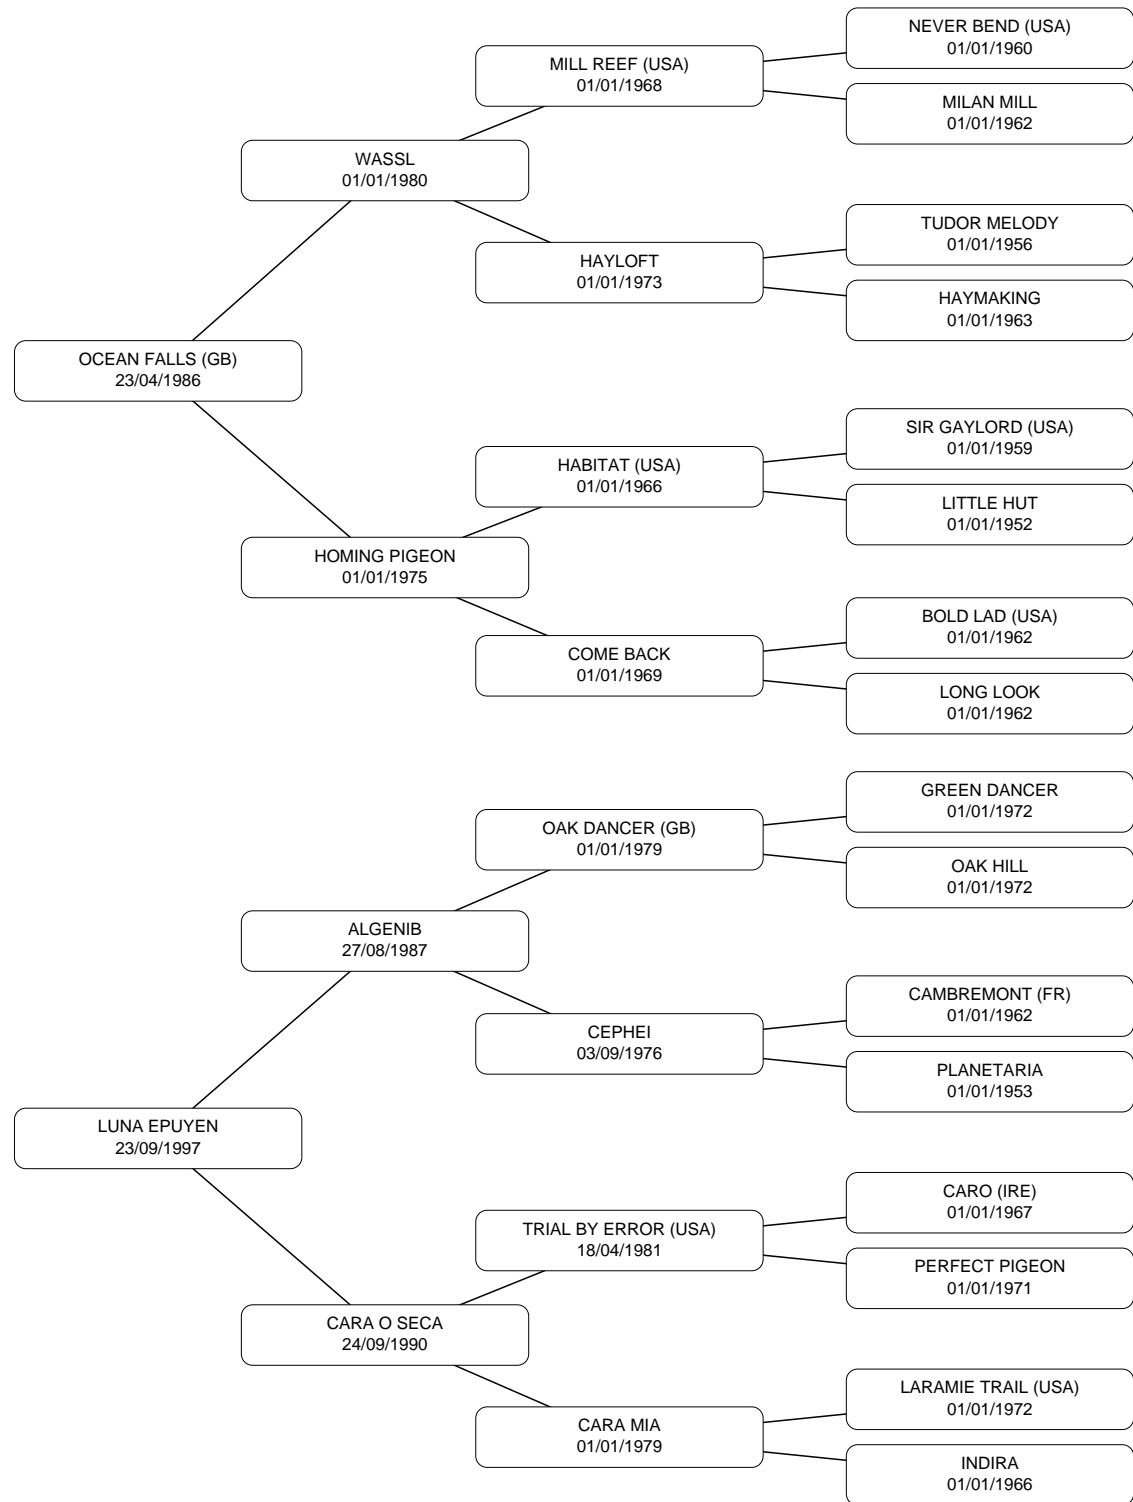 NEVER BEND (USA)
01/01/1960
MILL REEF (USA)
01/01/1968
MILAN MILL
01/01/1962
WASSL
01/01/1980
TUDOR MELODY
01/01/1956
HAYLOFT
01/01/1973
HAYMAKING
01/01/1963
OCEAN FALLS (GB)
23/04/1986
SIR GAYLORD (USA)
01/01/1959
HABITAT (USA)
01/01/1966
LITTLE HUT
01/01/1952
HOMING PIGEON
01/01/1975
BOLD LAD (USA)
01/01/1962
COME BACK
01/01/1969
LONG LOOK
01/01/1962
GREEN DANCER
01/01/1972
OAK DANCER (GB)
01/01/1979
OAK HILL
01/01/1972
ALGENIB
27/08/1987
CAMBREMONT (FR)
01/01/1962
CEPHEI
03/09/1976
PLANETARIA
01/01/1953
LUNA EPUYEN
23/09/1997
CARO (IRE)
01/01/1967
TRIAL BY ERROR (USA)
18/04/1981
PERFECT PIGEON
01/01/1971
CARA O SECA
24/09/1990
LARAMIE TRAIL (USA)
01/01/1972
CARA MIA
01/01/1979
INDIRA
01/01/1966